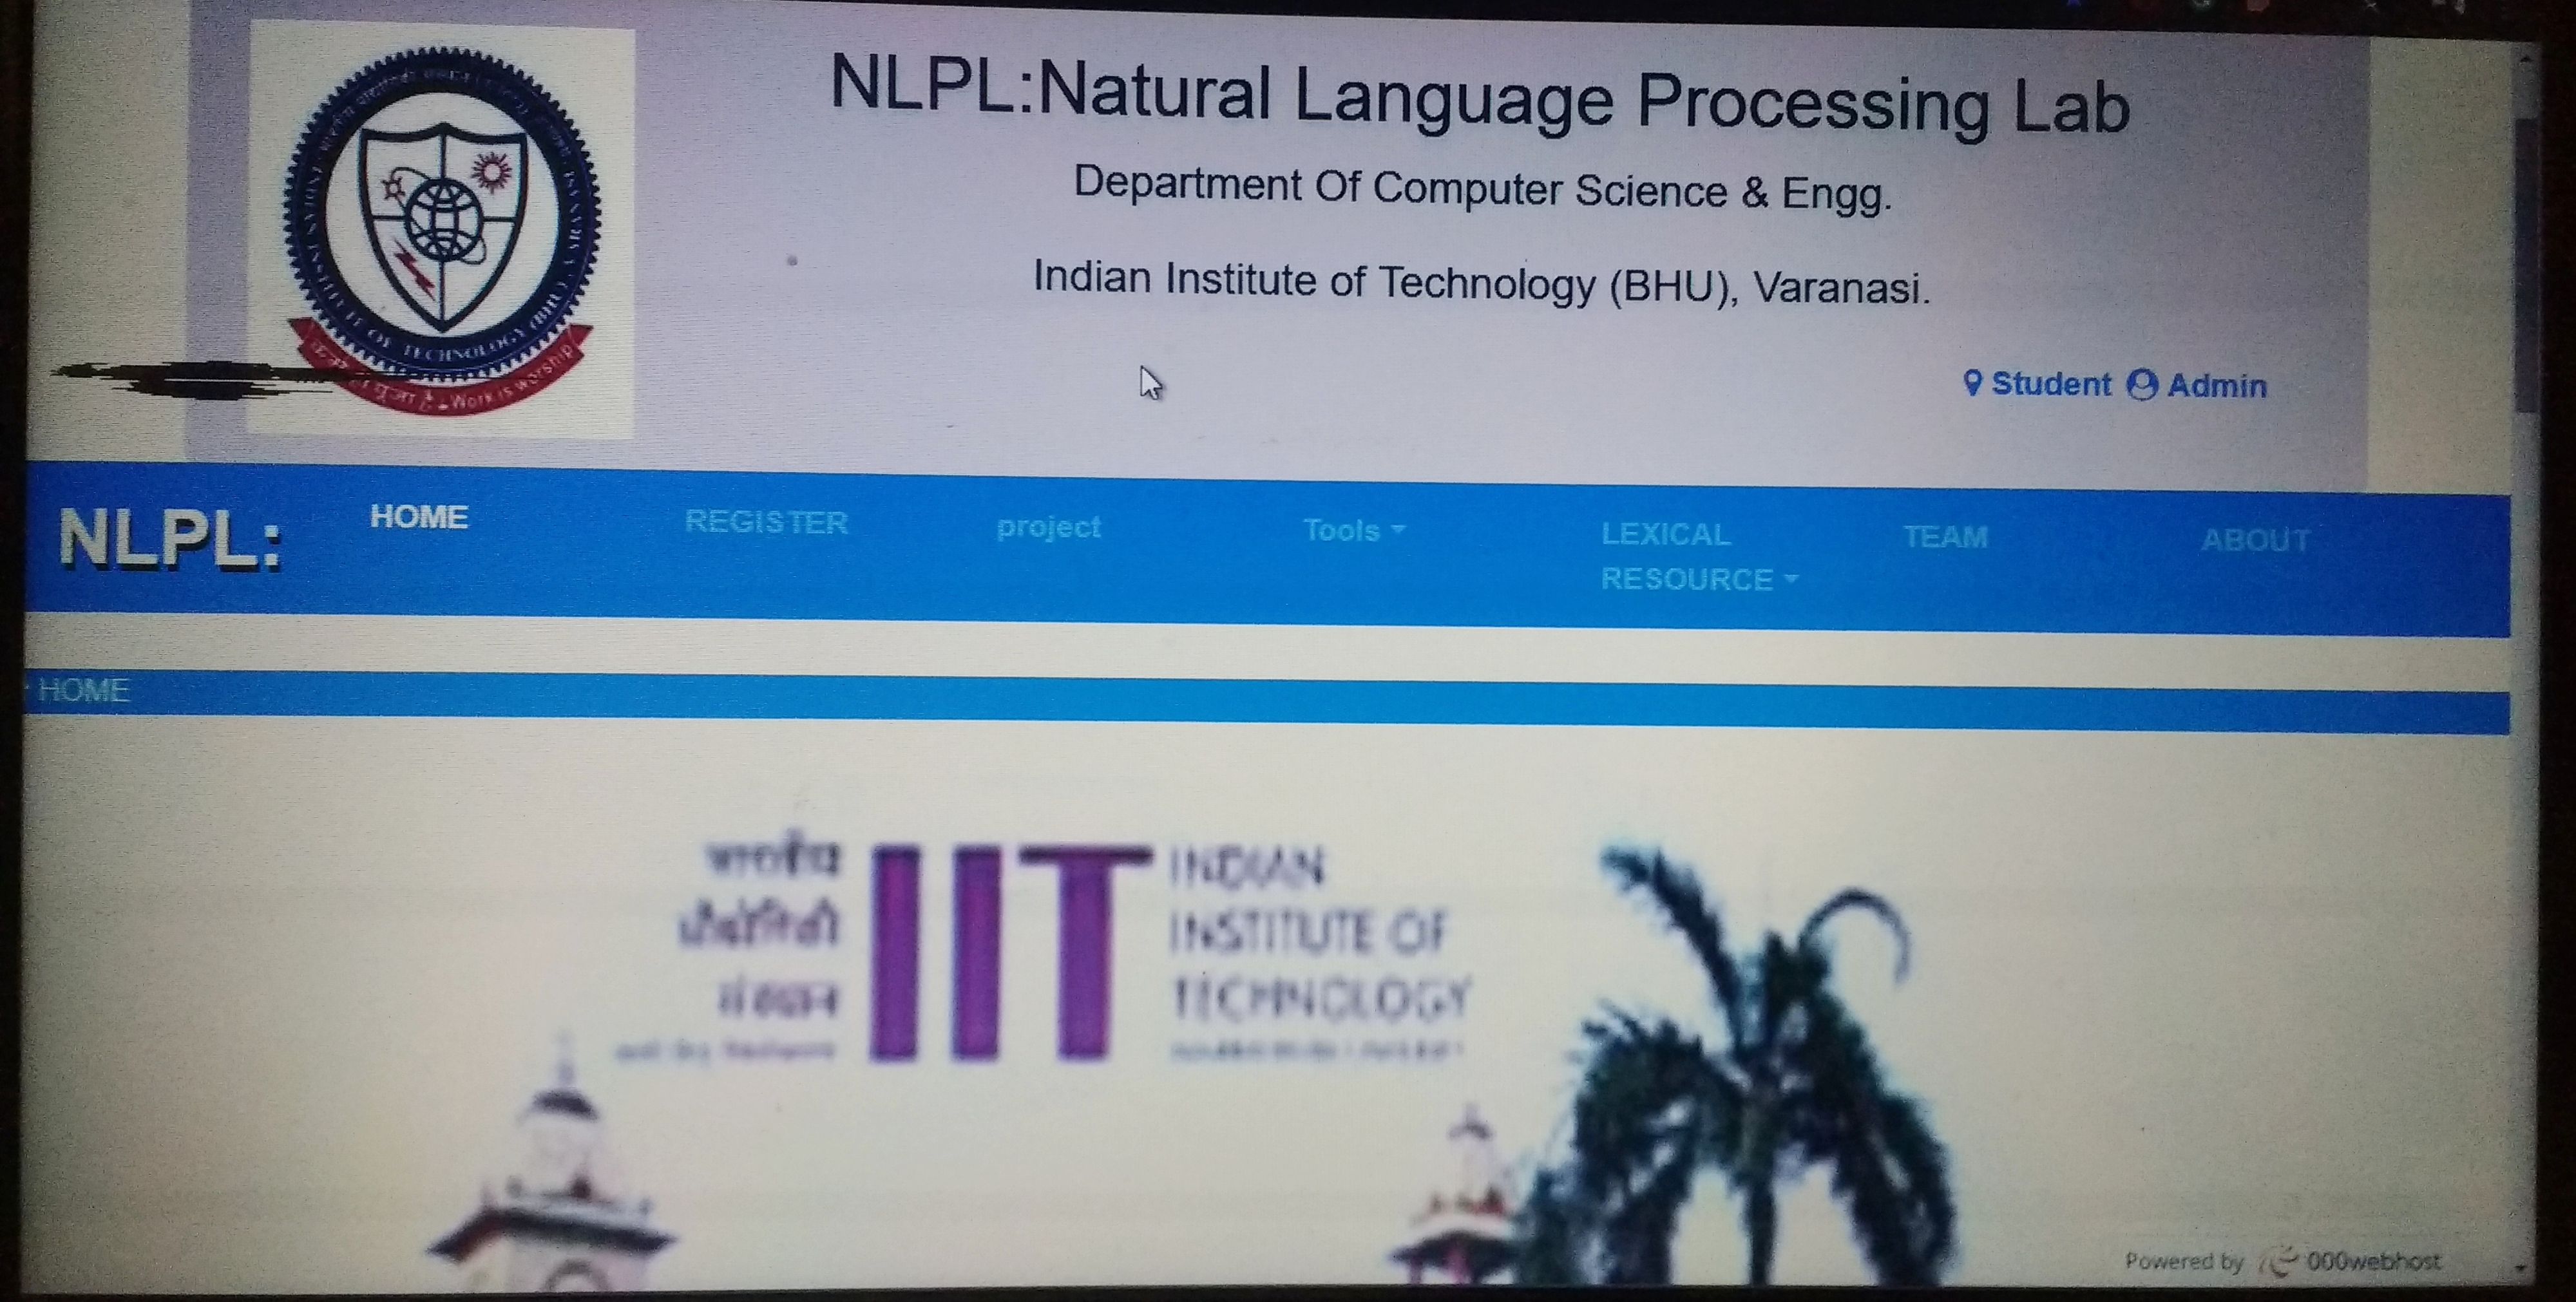 NLPL:Natural Language Processing Lab
Department Of Computer Science & Engg.
Indian Institute of Technology (BHU), Varanasi.
INSTITUTE OF TECHNOLOGY (BHU)
Work is worship
Student Admin
NLPL: HOME REGISTER project Tools LEXICAL RESOURCE TEAM ABOUT
HOME
भारतीय
प्रौद्योगिकी
संस्थान
IIT
INDIAN
INSTITUTE OF
TECHNOLOGY
Powered by 000webhost